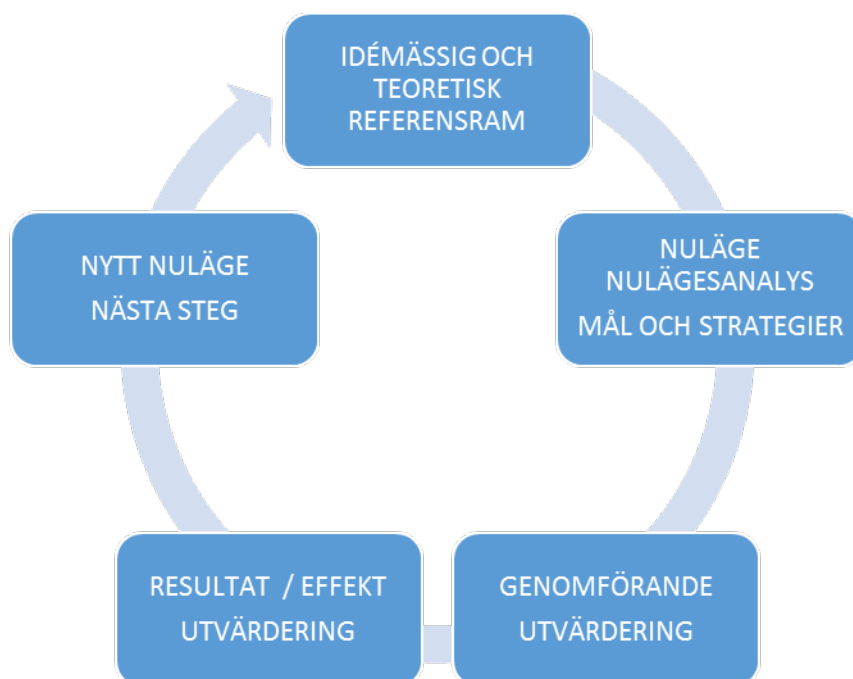 IDÉMÄSSIG OCH
TEORETISK
REFERENSRAM
NULÄGE
NULÄGESANALYS
MÅL OCH STRATEGIER
GENOMFÖRANDE
UTVÄRDERING
RESULTAT / EFFEKT
UTVÄRDERING
NYTT NULÄGE
NÄSTA STEG